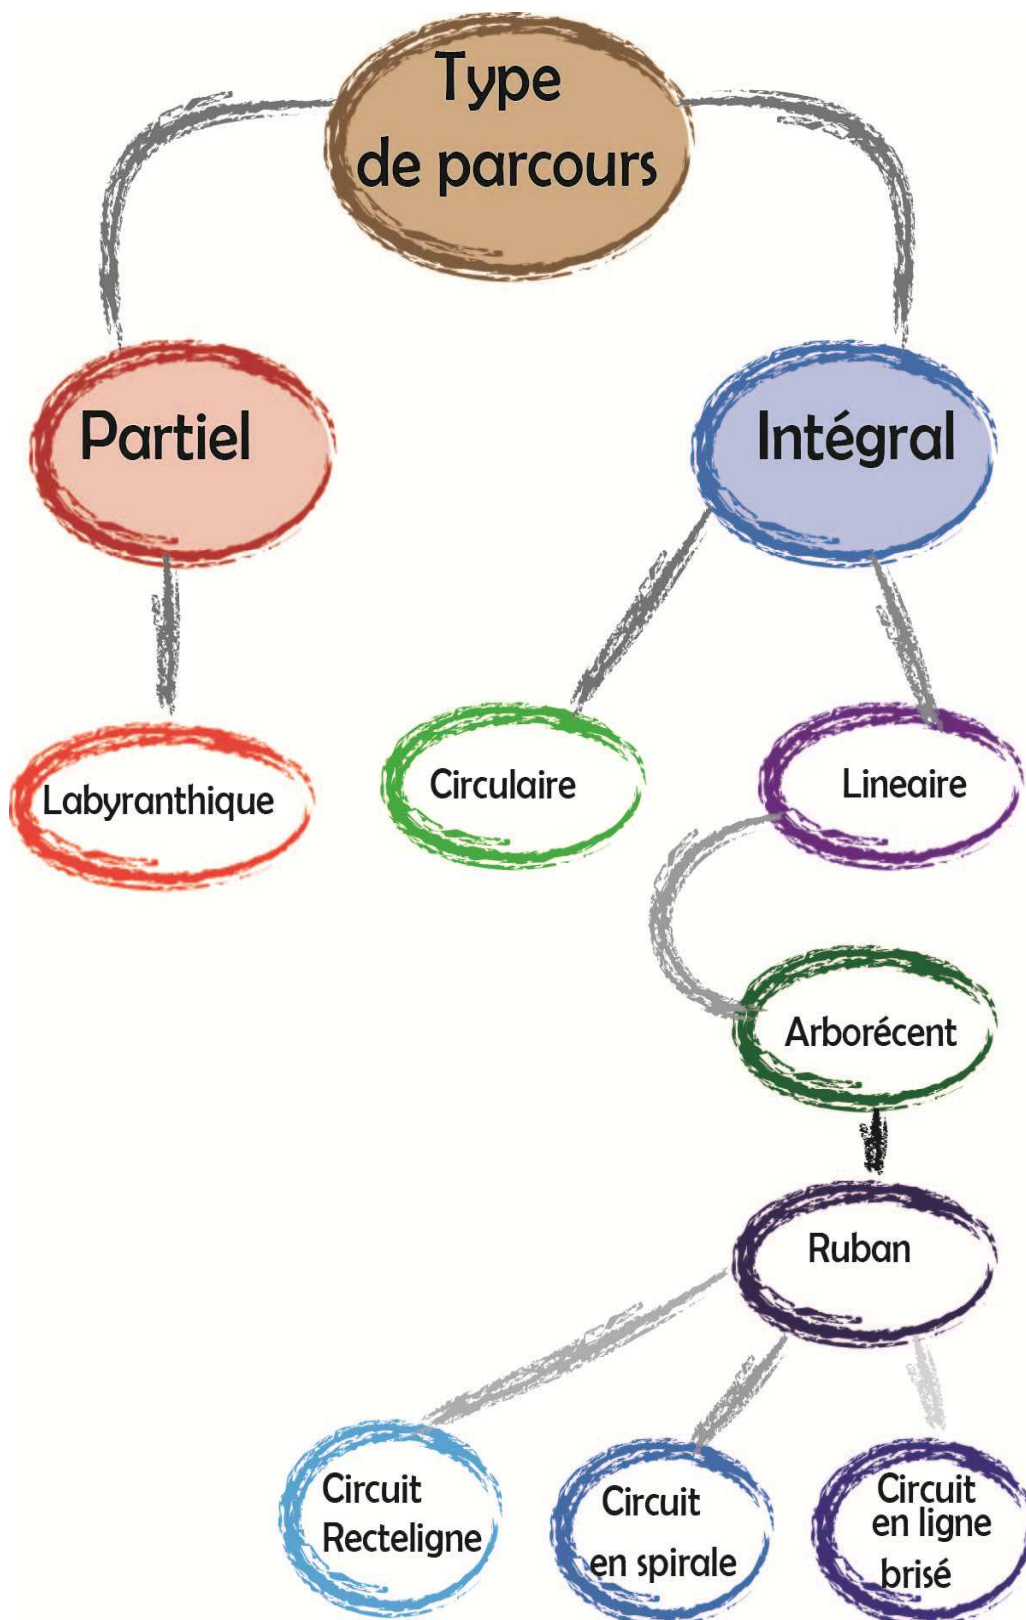 Type
de parcours
Partiel
Intégral
Labyranthique
Circulaire
Lineaire
Arborécent
Ruban
Circuit
Recteligne
Circuit
en spirale
Circuit
en ligne
brisé